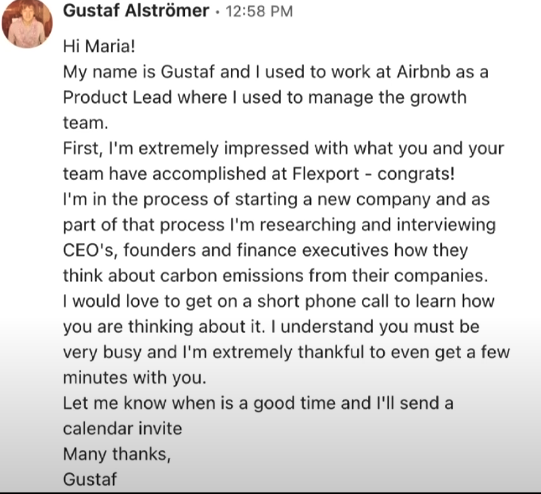 Gustaf Alströmer · 12:58 PM
Hi Maria!
My name is Gustaf and I used to work at Airbnb as a
Product Lead where I used to manage the growth
team.
First, I'm extremely impressed with what you and your
team have accomplished at Flexport - congrats!
I'm in the process of starting a new company and as
part of that process I'm researching and interviewing
CEO's, founders and finance executives how they
think about carbon emissions from their companies.
I would love to get on a short phone call to learn how
you are thinking about it. I understand you must be
very busy and I'm extremely thankful to even get a few
minutes with you.
Let me know when is a good time and I'll send a
calendar invite
Many thanks,
Gustaf